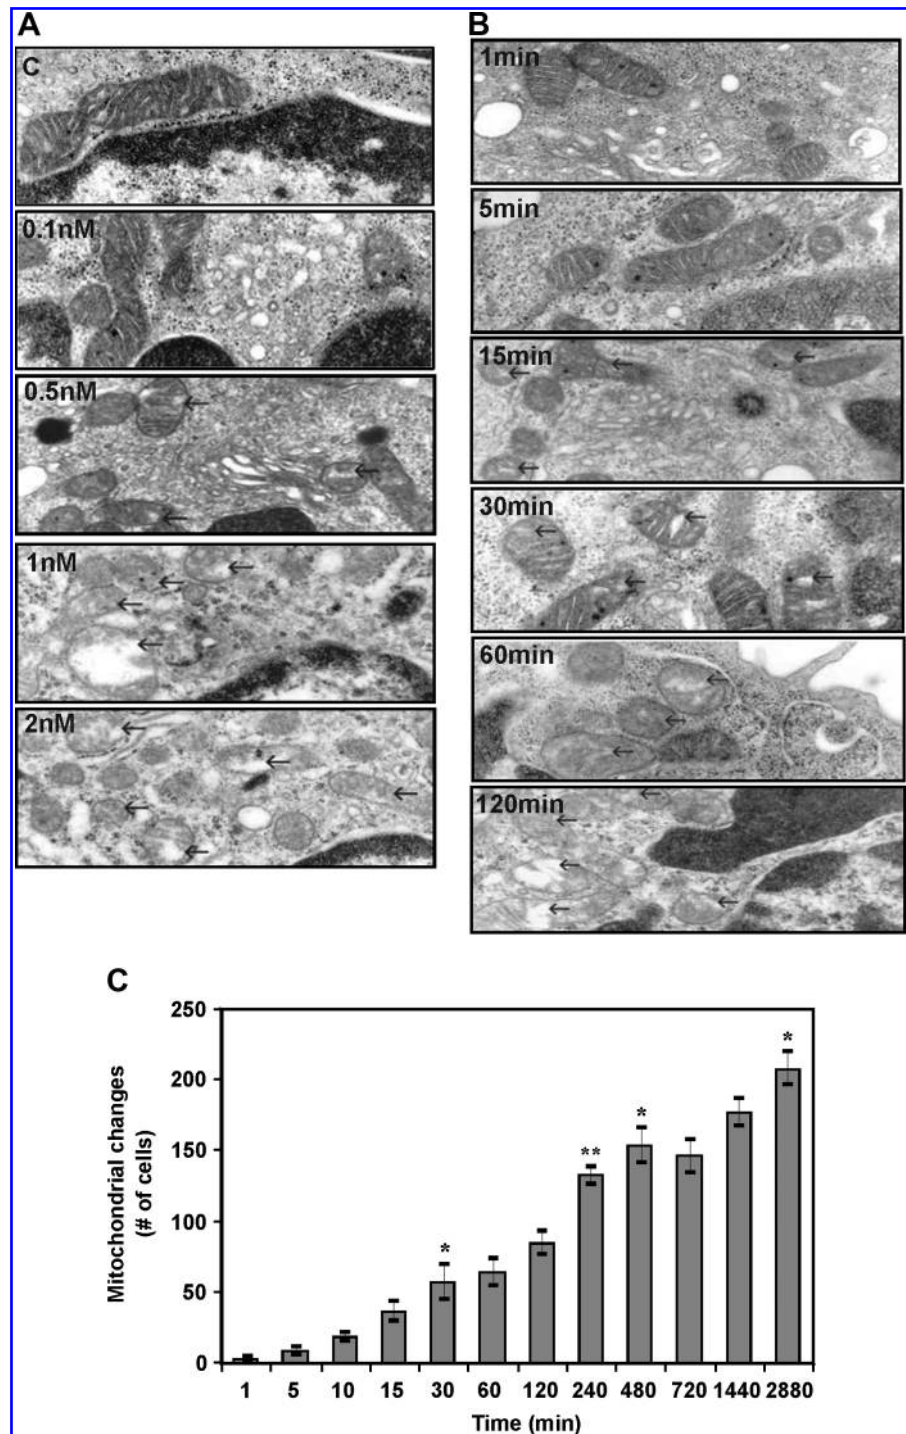 A
C
0.1nM
0.5nM
1nM
2nM
B
1min
5min
15min
30min
60min
120min
C
Mitochondrial changes
(# of cells)
250
200
150
100
50
0
*
**
*
*
1 5 10 15 30 60 120 240 480 720 1440 2880
Time (min)